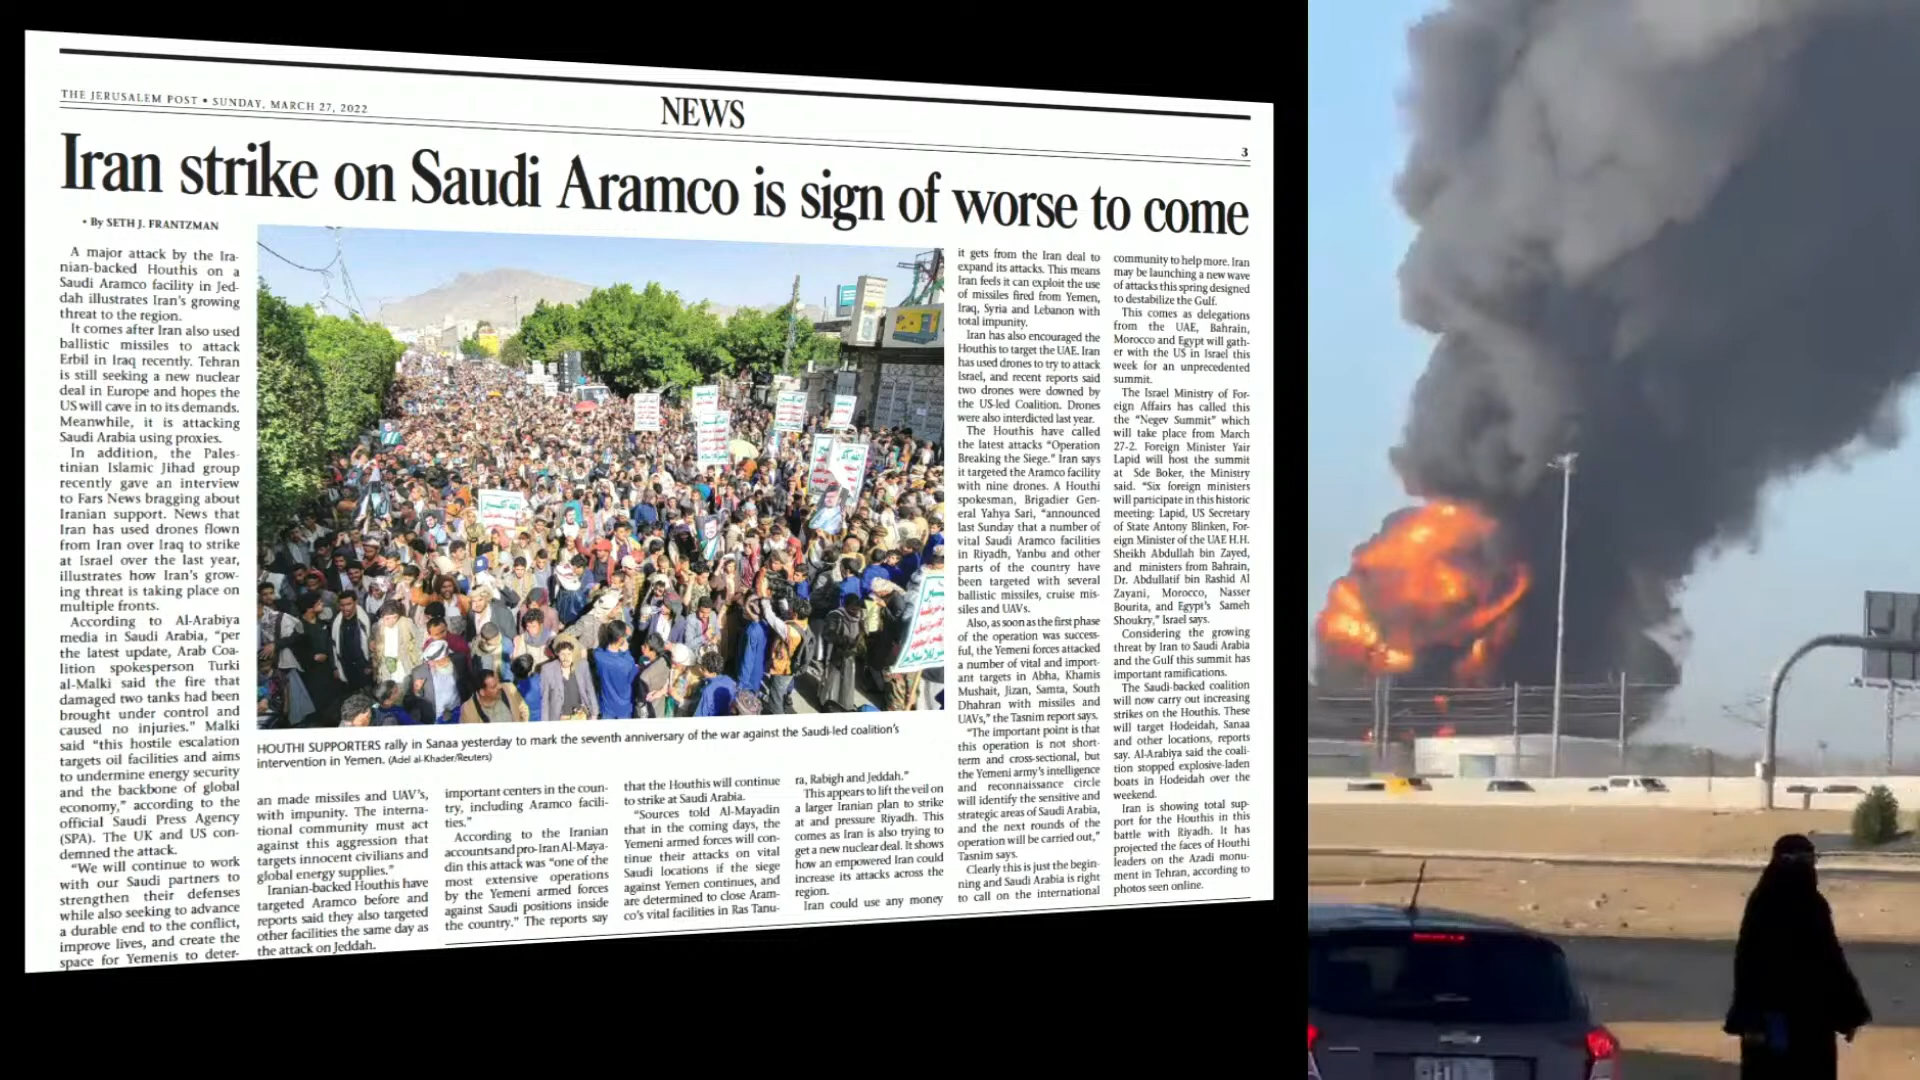 THE JERUSALEM POST • SUNDAY, MARCH 27, 2022
NEWS
3
Iran strike on Saudi Aramco is sign of worse to come
• By SETH J. FRANTZMAN
A major attack by the Ira-
nian-backed Houthis on a
Saudi Aramco facility in Jed-
dah illustrates Iran's growing
threat to the region.
It comes after Iran also used
ballistic missiles to attack
Erbil in Iraq recently. Tehran
is still seeking a new nuclear
deal in Europe and hopes the
US will cave in to its demands.
Meanwhile, it is attacking
Saudi Arabia using proxies.
In addition, the Pales-
tinian Islamic Jihad group
recently gave an interview
to Fars News bragging about
Iranian support. News that
Iran has used drones flown
from Iran over Iraq to strike
at Israel over the last year,
illustrates how Iran's grow-
ing threat is taking place on
multiple fronts.
According to Al-Arabiya
media in Saudi Arabia, "per
the latest update, Arab Coa-
lition spokesperson Turki
al-Malki said the fire that
damaged two tanks had been
brought under control and
caused no injuries." Malki
said "this hostile escalation
targets oil facilities and aims
to undermine energy security
and the backbone of global
economy," according to the
official Saudi Press Agency
(SPA). The UK and US con-
demned the attack.
"We will continue to work
with our Saudi partners to
strengthen their defenses
while also seeking to advance
a durable end to the conflict,
improve lives, and create the
space for Yemenis to deter-
HOUTHI SUPPORTERS rally in Sanaa yesterday to mark the seventh anniversary of the war against the Saudi-led coalition's
intervention in Yemen. (Adel al-Khader/Reuters)
an made missiles and UAV's,
with impunity. The interna-
tional community must act
against this aggression that
targets innocent civilians and
global energy supplies."
Iranian-backed Houthis have
targeted Aramco before and
reports said they also targeted
other facilities the same day as
the attack on Jeddah.
important centers in the coun-
try, including Aramco facili-
ties."
According to the Iranian
accounts and pro-Iran Al-Maya-
din this attack was "one of the
most extensive operations
by the Yemeni armed forces
against Saudi positions inside
the country." The reports say
that the Houthis will continue
to strike at Saudi Arabia.
"Sources told Al-Mayadin
that in the coming days, the
Yemeni armed forces will con-
tinue their attacks on vital
Saudi locations if the siege
against Yemen continues, and
are determined to close Aram-
co's vital facilities in Ras Tanu-
ra, Rabigh and Jeddah."
This appears to lift the veil on
a larger Iranian plan to strike
at and pressure Riyadh. This
comes as Iran is also trying to
get a new nuclear deal. It shows
how an empowered Iran could
increase its attacks across the
region.
Iran could use any money
it gets from the Iran deal to
expand its attacks. This means
Iran feels it can exploit the use
of missiles fired from Yemen,
Iraq, Syria and Lebanon with
total impunity.
Iran has also encouraged the
Houthis to target the UAE. Iran
has used drones to try to attack
Israel, and recent reports said
two drones were downed by
the US-led Coalition. Drones
were also interdicted last year.
The Houthis have called
the latest attacks "Operation
Breaking the Siege." Iran says
it targeted the Aramco facility
with nine drones. A Houthi
spokesman, Brigadier Gen-
eral Yahya Sari, "announced
last Sunday that a number of
vital Saudi Aramco facilities
in Riyadh, Yanbu and other
parts of the country have
been targeted with several
ballistic missiles, cruise mis-
siles and UAVs.
Also, as soon as the first phase
of the operation was success-
ful, the Yemeni forces attacked
a number of vital and import-
ant targets in Abha, Khamis
Mushait, Jizan, Samta, South
Dhahran with missiles and
UAVs," the Tasnim report says.
"The important point is that
this operation is not short-
term and cross-sectional, but
the Yemeni army's intelligence
and reconnaissance circle
will identify the sensitive and
strategic areas of Saudi Arabia,
and the next rounds of the
operation will be carried out,"
Tasnim says.
Clearly this is just the begin-
ning and Saudi Arabia is right
to call on the international
community to help more. Iran
may be launching a new wave
of attacks this spring designed
to destabilize the Gulf.
This comes as delegations
from the UAE, Bahrain,
Morocco and Egypt will gath-
er with the US in Israel this
week for an unprecedented
summit.
The Israel Ministry of For-
eign Affairs has called this
the "Negev Summit" which
will take place from March
27-2. Foreign Minister Yair
Lapid will host the summit
at Sde Boker, the Ministry
said. "Six foreign ministers
will participate in this historic
meeting: Lapid, US Secretary
of State Antony Blinken, For-
eign Minister of the UAE H.H.
Sheikh Abdullah bin Zayed,
and ministers from Bahrain,
Dr. Abdullatif bin Rashid Al
Zayani, Morocco, Nasser
Bourita, and Egypt's Sameh
Shoukry," Israel says.
Considering the growing
threat by Iran to Saudi Arabia
and the Gulf this summit has
important ramifications.
The Saudi-backed coalition
will now carry out increasing
strikes on the Houthis. These
will target Hodeidah, Sanaa
and other locations, reports
say. Al-Arabiya said the coali-
tion stopped explosive-laden
boats in Hodeidah over the
weekend.
Iran is showing total sup-
port for the Houthis in this
battle with Riyadh. It has
projected the faces of Houthi
leaders on the Azadi monu-
ment in Tehran, according to
photos seen online.